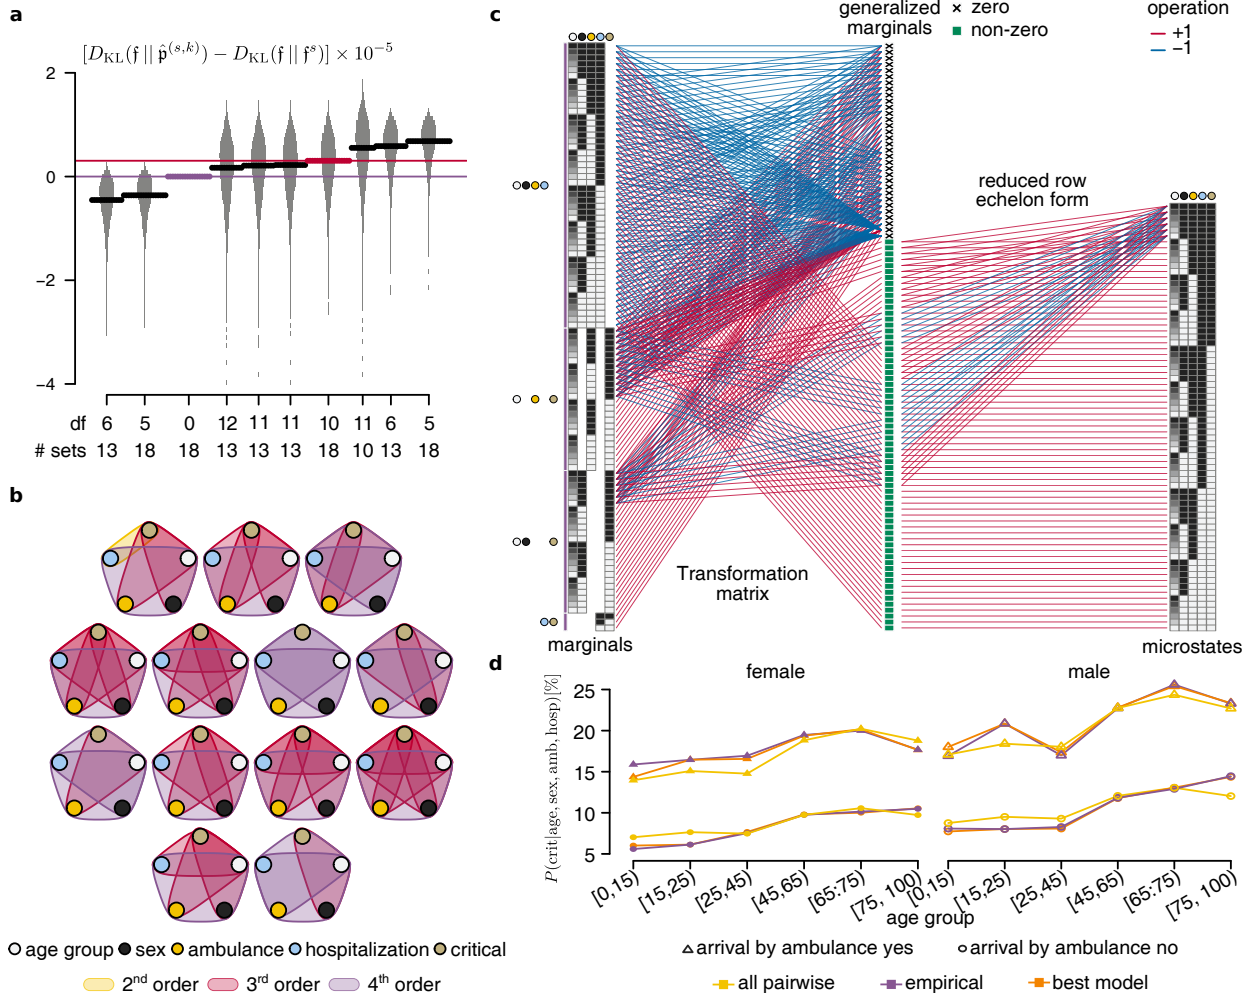 a
[D_KL(𝔣 || 𝔭̂^(s,k)) − D_KL(𝔣 || 𝔣^s)] × 10^−5
2
0
−2
−4
df 6 5 0 12 11 11 10 11 6 5
# sets 13 18 18 13 13 13 18 10 13 18
b
age group sex ambulance hospitalization critical
2nd order 3rd order 4th order
c
generalized
marginals
zero
non-zero
operation
+1
−1
reduced row
echelon form
Transformation
matrix
marginals
microstates
d
female
male
P(crit|age, sex, amb, hosp)[%]
25
20
15
10
5
[0,15) [15,25) [25,45) [45,65) [65:75) [75, 100) [0,15) [15,25) [25,45) [45,65) [65:75) [75, 100)
age group
arrival by ambulance yes arrival by ambulance no
all pairwise empirical best model